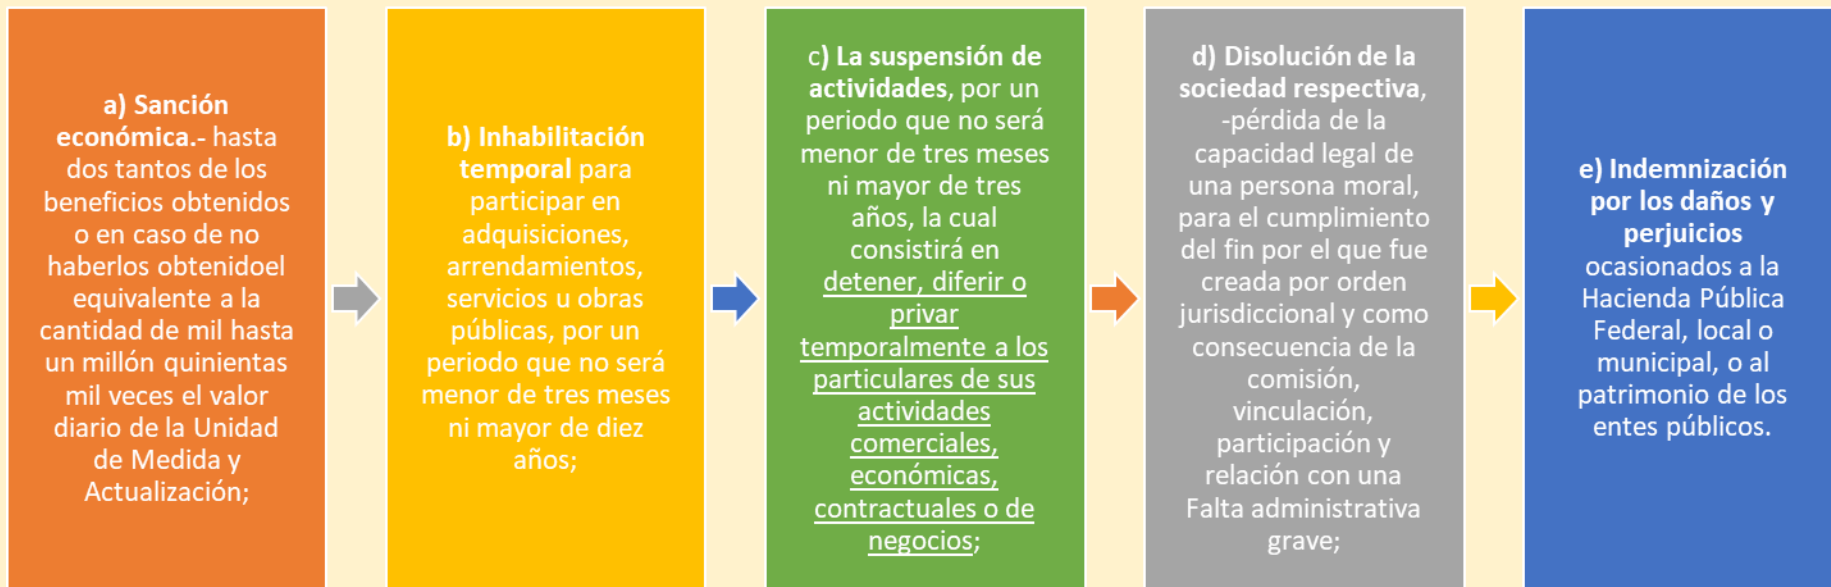 a) Sanción
económica.- hasta
dos tantos de los
beneficios obtenidos
o en caso de no
haberlos obtenidoel
equivalente a la
cantidad de mil hasta
un millón quinientas
mil veces el valor
diario de la Unidad
de Medida y
Actualización;
b) Inhabilitación
temporal para
participar en
adquisiciones,
arrendamientos,
servicios u obras
públicas, por un
periodo que no será
menor de tres meses
ni mayor de diez
años;
c) La suspensión de
actividades, por un
periodo que no será
menor de tres meses
ni mayor de tres
años, la cual
consistirá en
detener, diferir o
privar
temporalmente a los
particulares de sus
actividades
comerciales,
económicas,
contractuales o de
negocios;
d) Disolución de la
sociedad respectiva,
-pérdida de la
capacidad legal de
una persona moral,
para el cumplimiento
del fin por el que fue
creada por orden
jurisdiccional y como
consecuencia de la
comisión,
vinculación,
participación y
relación con una
Falta administrativa
grave;
e) Indemnización
por los daños y
perjuicios
ocasionados a la
Hacienda Pública
Federal, local o
municipal, o al
patrimonio de los
entes públicos.